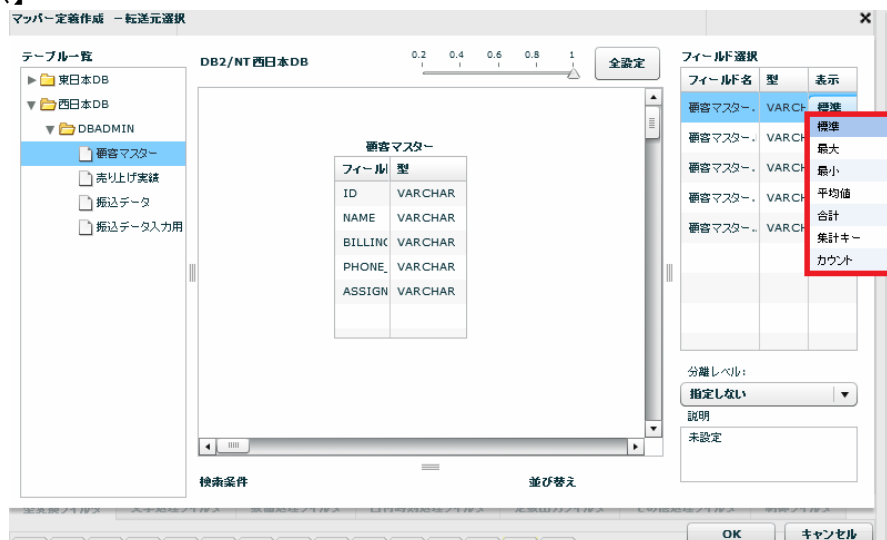 マッパー定義作成 －転送元選択
テーブル一覧
東日本DB
西日本DB
DBADMIN
顧客マスター
売り上げ実績
振込データ
振込データ入力用
DB2/NT 西日本DB
0.2 0.4 0.6 0.8 1
全設定
顧客マスター
フィールド 型
ID VARCHAR
NAME VARCHAR
BILLING VARCHAR
PHONE_ VARCHAR
ASSIGN VARCHAR
検索条件
並び替え
フィールド選択
フィールド名 型 表示
顧客マスター. VARCH 標準
顧客マスター. VARCH
顧客マスター. VARCH
顧客マスター. VARCH
顧客マスター.. VARCH
標準
最大
最小
平均値
合計
集計キー
カウント
分離レベル:
指定しない
説明
未設定
OK
キャンセル